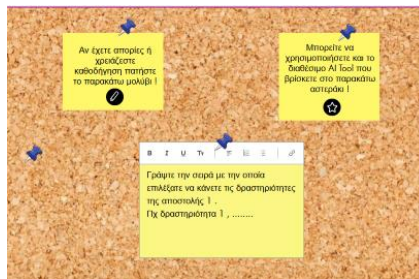 Αν έχετε απορίες ή
χρειάζεστε
καθοδήγηση πατήστε
το παρακάτω μολύβι !
Μπορείτε να
χρησιμοποιήσετε και το
διαθέσιμο AI Tool που
βρίσκετε στο παρακάτω
αστεράκι !
B I U Tт
Γράψτε την σειρά με την οποία
επιλέξατε να κάνετε τις δραστηριότητες
της αποστολής 1 .
Πχ δραστηριότητα 1 , ........